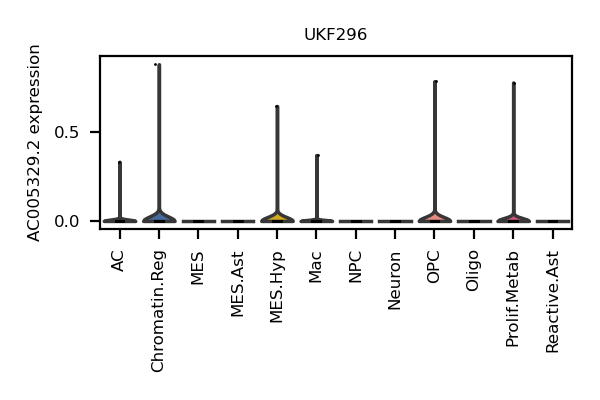 UKF296
AC005329.2 expression
0.5
0.0
AC
Chromatin.Reg
MES
MES.Ast
MES.Hyp
Mac
NPC
Neuron
OPC
Oligo
Prolif.Metab
Reactive.Ast